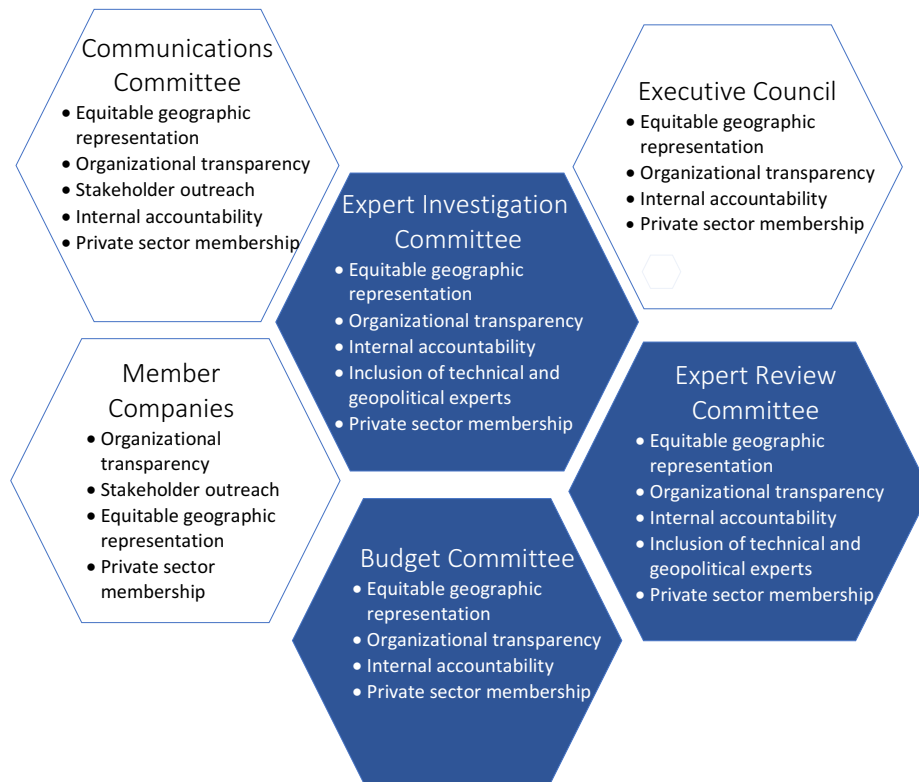 Communications
Committee
• Equitable geographic
representation
• Organizational transparency
• Stakeholder outreach
• Internal accountability
• Private sector membership
Executive Council
• Equitable geographic
representation
• Organizational transparency
• Internal accountability
• Private sector membership
Expert Investigation
Committee
• Equitable geographic
representation
• Organizational transparency
• Internal accountability
• Inclusion of technical and
geopolitical experts
• Private sector membership
Member
Companies
• Organizational
transparency
• Stakeholder outreach
• Equitable geographic
representation
• Private sector
membership
Expert Review
Committee
• Equitable geographic
representation
• Organizational transparency
• Internal accountability
• Inclusion of technical and
geopolitical experts
• Private sector membership
Budget Committee
• Equitable geographic
representation
• Organizational transparency
• Internal accountability
• Private sector membership